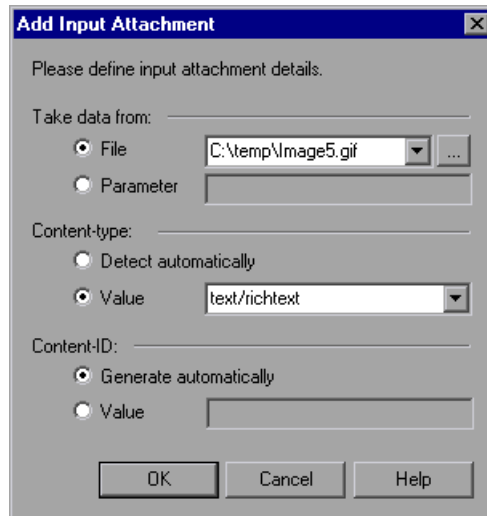 Add Input Attachment
Please define input attachment details.
Take data from:
File C:\temp\Image5.gif ...
Parameter
Content-type:
Detect automatically
Value text/richtext
Content-ID:
Generate automatically
Value
OK Cancel Help